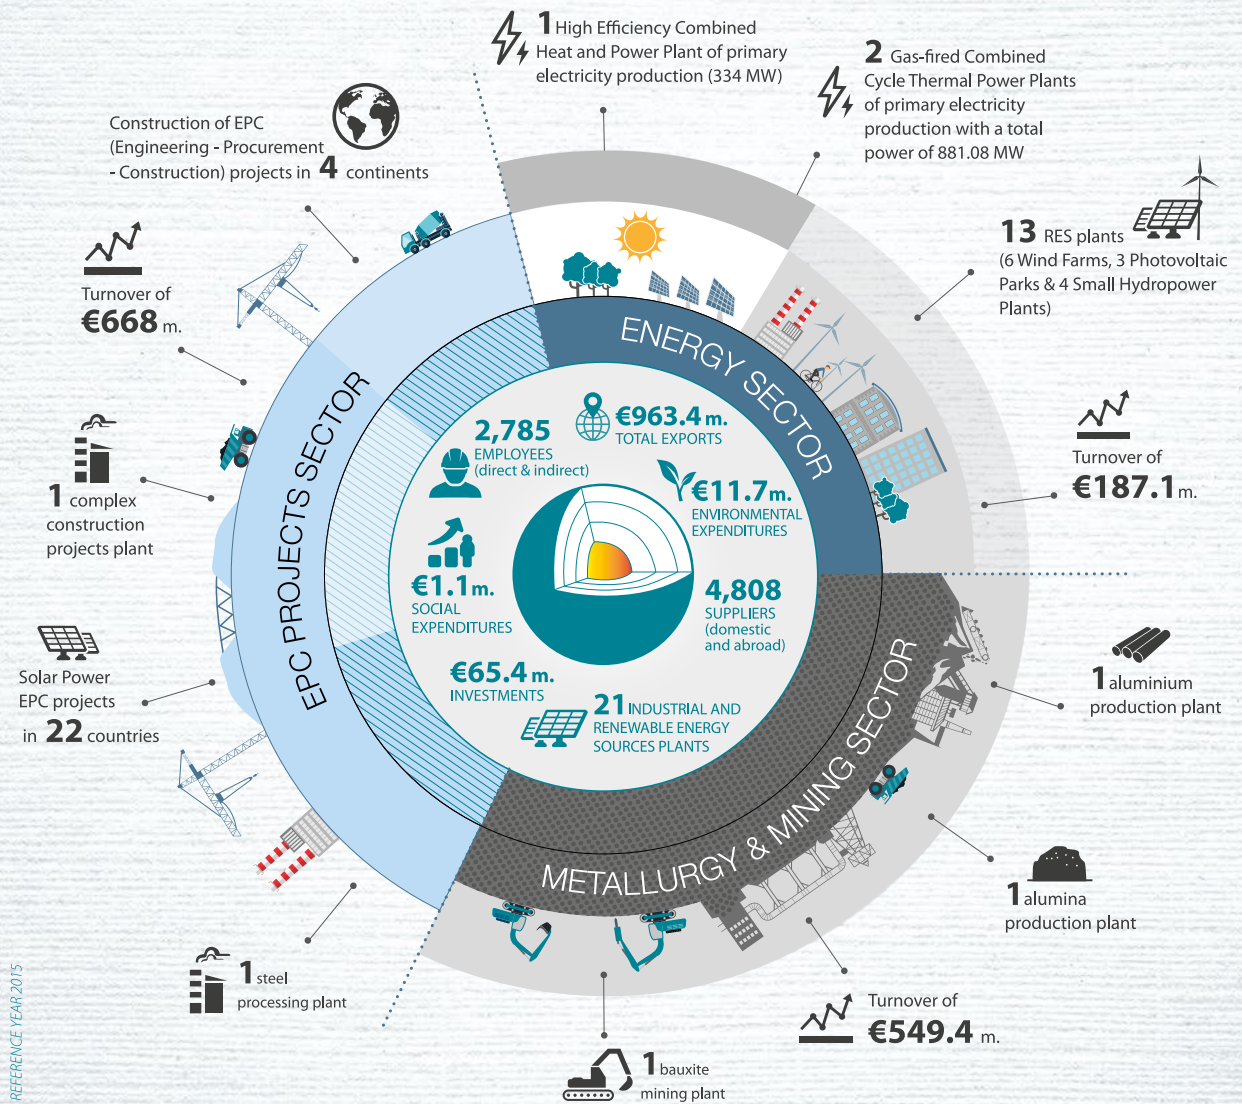 1 High Efficiency Combined
Heat and Power Plant of primary
electricity production (334 MW)
2 Gas-fired Combined
Cycle Thermal Power Plants
of primary electricity
production with a total
power of 881.08 MW
13 RES plants
(6 Wind Farms, 3 Photovoltaic
Parks & 4 Small Hydropower
Plants)
Turnover of
€187.1 m.
Construction of EPC
(Engineering - Procurement
- Construction) projects in 4 continents
Turnover of
€668 m.
1 complex
construction
projects plant
Solar Power
EPC projects
in 22 countries
1 steel
processing plant
EPC PROJECTS SECTOR
ENERGY SECTOR
METALLURGY & MINING SECTOR
€963.4 m.
TOTAL EXPORTS
2,785
EMPLOYEES
(direct & indirect)
€11.7 m.
ENVIRONMENTAL
EXPENDITURES
€1.1 m.
SOCIAL
EXPENDITURES
4,808
SUPPLIERS
(domestic
and abroad)
€65.4 m.
INVESTMENTS
21 INDUSTRIAL AND
RENEWABLE ENERGY
SOURCES PLANTS
1 aluminium
production plant
1 alumina
production plant
Turnover of
€549.4 m.
1 bauxite
mining plant
REFERENCE YEAR 2015